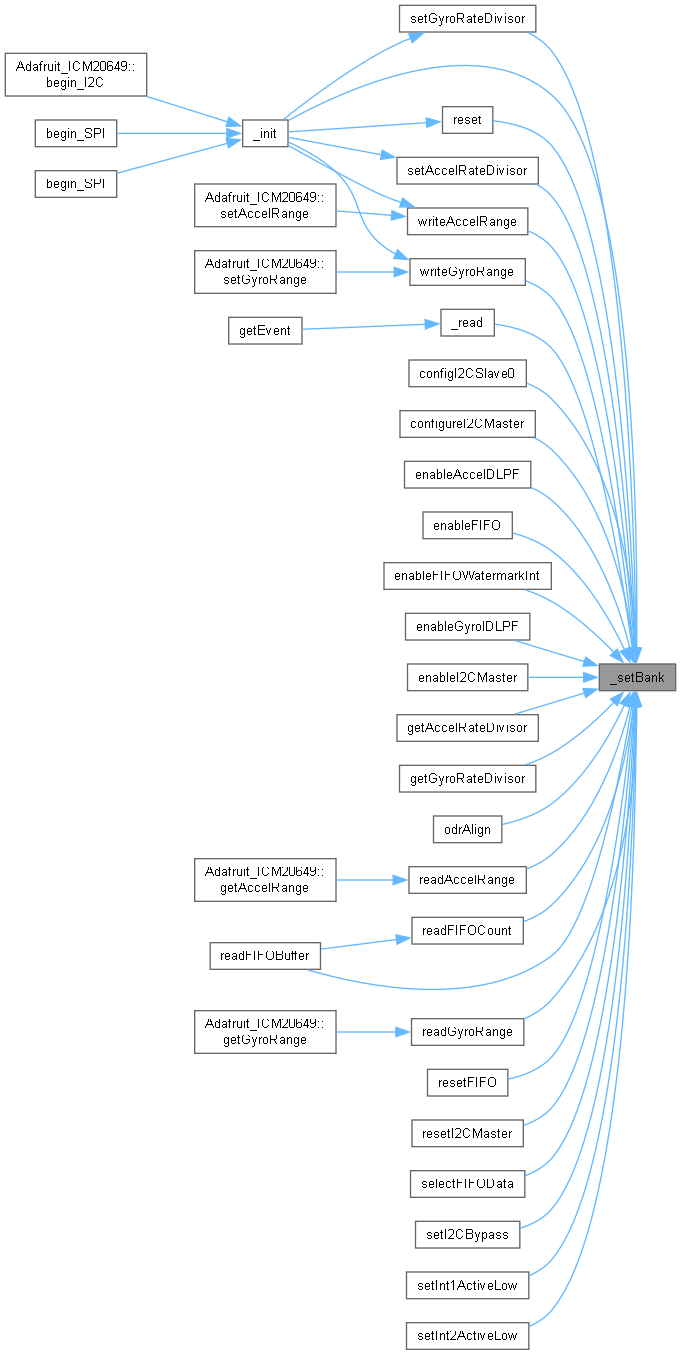 setGyroRateDivisor
Adafruit_ICM20649::
begin_I2C
reset
begin_SPI
_init
setAccelRateDivisor
begin_SPI
Adafruit_ICM20649::
setAccelRange
writeAccelRange
Adafruit_ICM20649::
setGyroRange
writeGyroRange
getEvent
_read
configI2CSlave0
configureI2CMaster
enableAccelDLPF
enableFIFO
enableFIFOWatermarkInt
enableGyrolDLPF
enableI2CMaster
_setBank
getAccelRateDivisor
getGyroRateDivisor
odrAlign
Adafruit_ICM20649::
getAccelRange
readAccelRange
readFIFOCount
readFIFOBuffer
Adafruit_ICM20649::
getGyroRange
readGyroRange
resetFIFO
resetI2CMaster
selectFIFOData
setI2CBypass
setInt1ActiveLow
setInt2ActiveLow